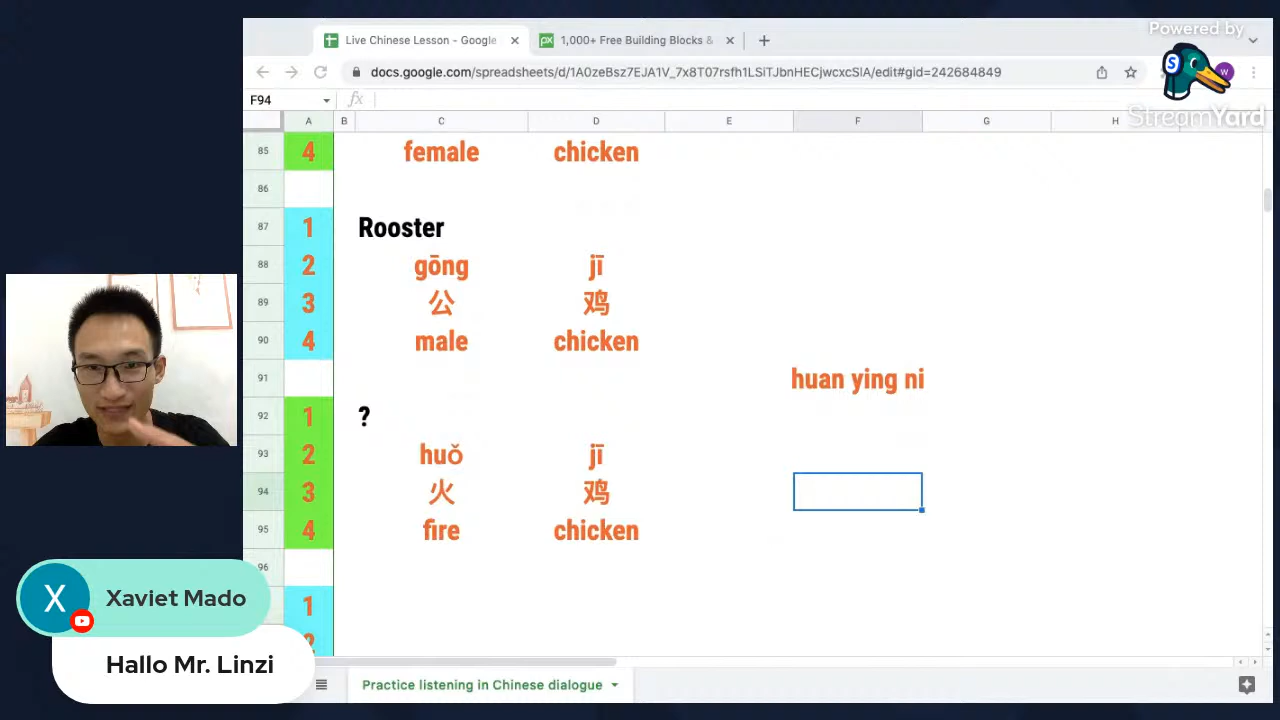 Powered by
StreamYard
Live Chinese Lesson - Google
1,000+ Free Building Blocks &
docs.google.com/spreadsheets/d/1A0zeBsz7EJA1V_7x8T07rsfh1LSiTJbnHECjwcxcSlA/edit#gid=242684849
W
F94
fx
A B C D E F G H
85 4 female chicken
86
87 1 Rooster
88 2 gōng jī
89 3 公 鸡
90 4 male chicken
91 huan ying ni
92 1 ?
93 2 huǒ jī
94 3 火 鸡
95 4 fire chicken
96
1
2
X Xaviet Mado
Hallo Mr. Linzi
Practice listening in Chinese dialogue